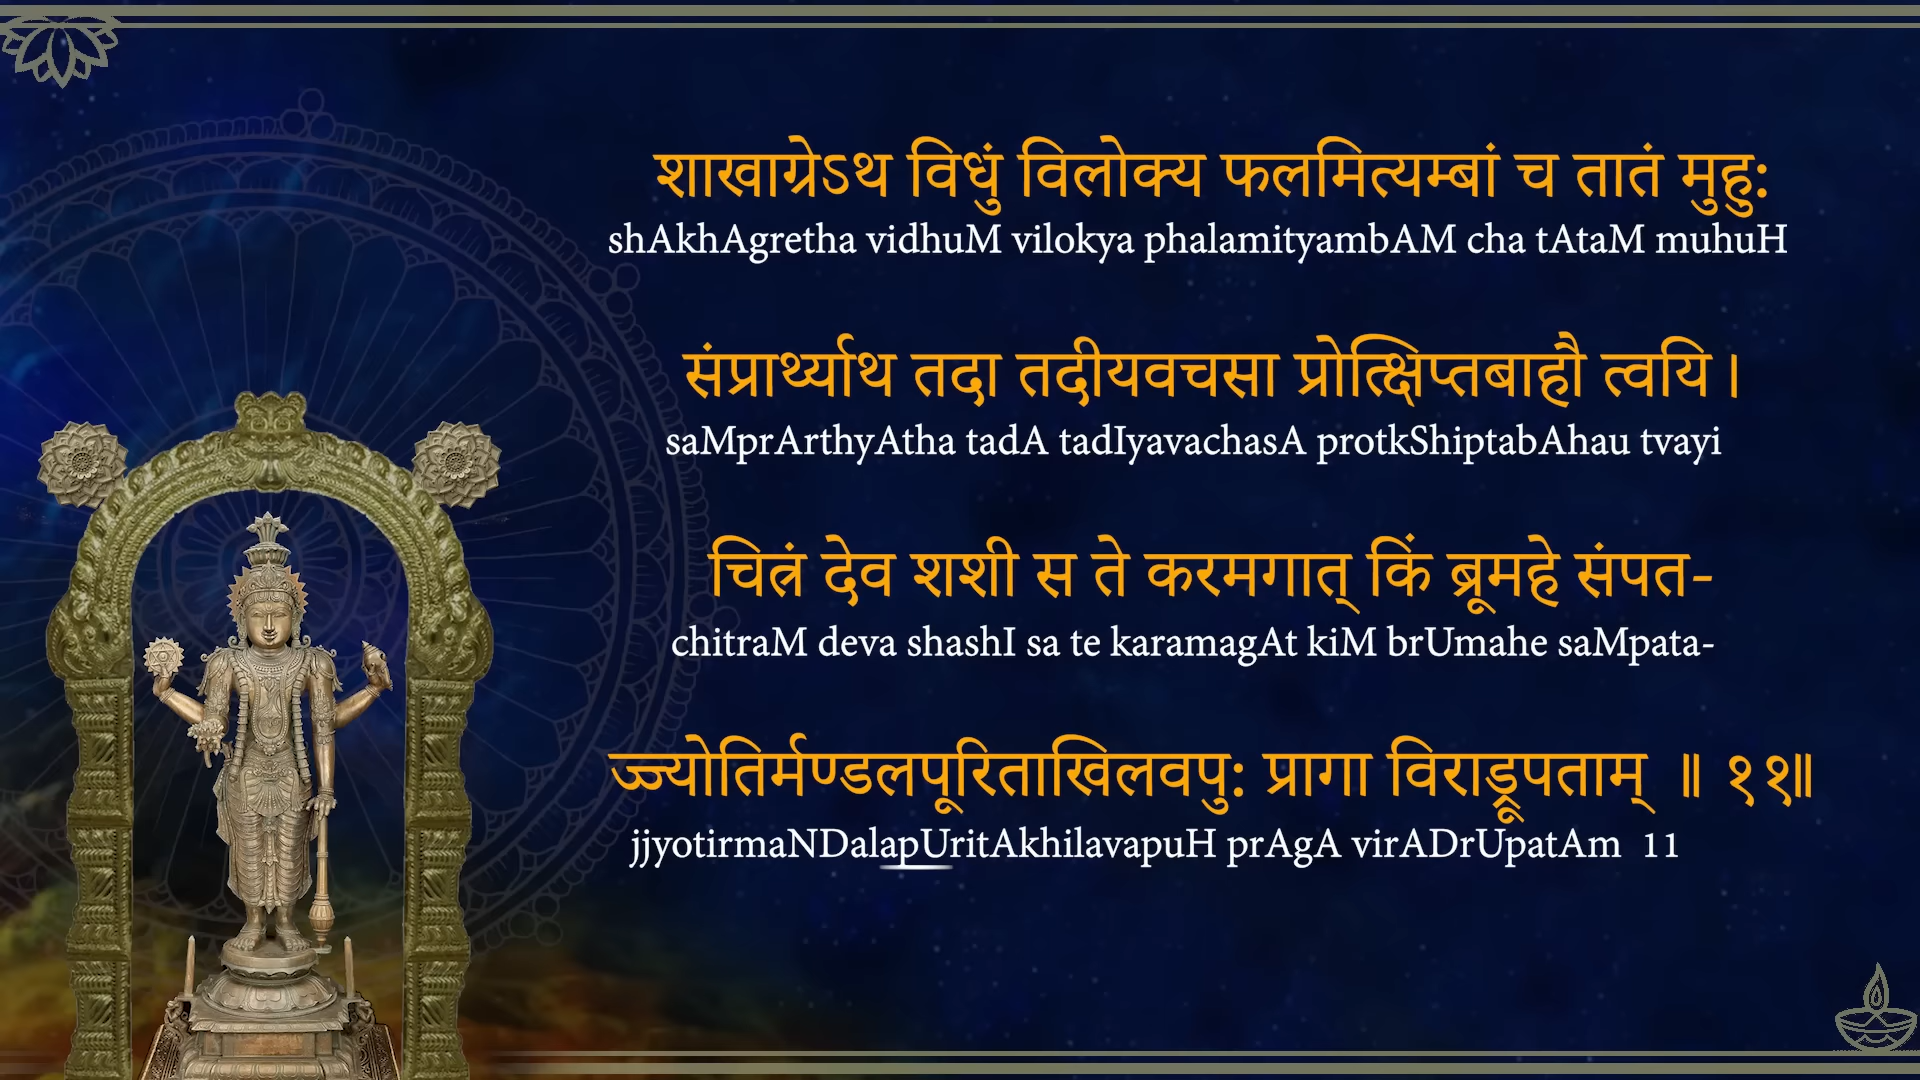 शाखाग्रेऽथ विधुं विलोक्य फलमित्यम्बां च तातं मुहु:
shAkhAgretha vidhuM vilokya phalamityambAM cha tAtaM muhuH
संप्रार्थ्याथ तदा तदीयवचसा प्रोत्क्षिप्तबाहौ त्वयि ।
saMprArthyAtha tadA tadIyavachasA protkShiptabAhau tvayi
चित्रं देव शशी स ते करमगात् किं ब्रूमहे संपत-
chitraM deva shashI sa te karamagAt kiM brUmahe saMpata-
ज्ज्योतिर्मण्डलपूरिताखिलवपु: प्रागा विराड्रूपताम् ॥ ११॥
jjyotirmaNDalapUritAkhilavapuH prAgA virADrUpatAm 11